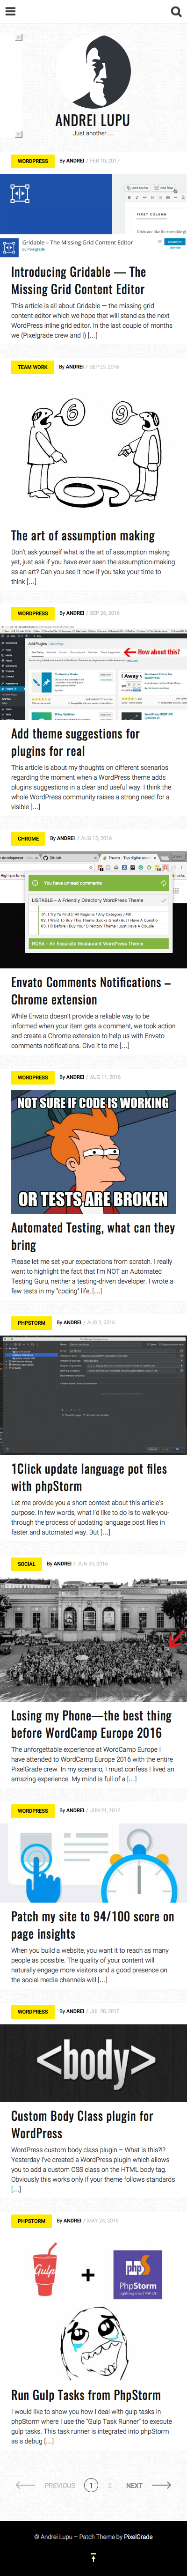 ANDREI LUPU
Just another ...
WORDPRESS By ANDREI / FEB 10, 2017
FIRST COLUMN
Gridable – The Missing Grid Content Editor
by Pixelgrade
Introducing Gridable — The
Missing Grid Content Editor
This article is all about Gridable — the missing grid
content editor which we hope that will stand as the next
WordPress inline grid editor. In the last couple of months
we (Pixelgrade crew and I) [...]
TEAM WORK By ANDREI / SEP 29, 2016
The art of assumption making
Don't ask yourself what is the art of assumption making
yet, just ask if you have ever seen the assumption-making
as an art? Can you see it now if you take your time to
think [...]
WORDPRESS By ANDREI / SEP 26, 2016
Add Plugins
How about this?
Add theme suggestions for
plugins for real
This article is about my thoughts on different scenarios
regarding the moment when a WordPress theme adds
plugins suggestions in a clear and useful way. I think the
whole WordPress community raises a strong need for a
visible [...]
CHROME By ANDREI / AUG 15, 2016
GitHub
You have unread comments
LISTABLE – A Friendly Directory WordPress Theme
ROSA - An Exquisite Restaurant WordPress Theme
Envato Comments Notifications –
Chrome extension
While Envato doesn't provide a reliable way to be
informed when your item gets a comment, we took action
and create a Chrome extension to help us with Envato
comments notifications. Give it to me [...]
WORDPRESS By ANDREI / AUG 11, 2016
NOT SURE IF CODE IS WORKING
OR TESTS ARE BROKEN
Automated Testing, what can they
bring
Please let me set your expectations from scratch. I really
want to highlight the fact that I'm NOT an Automated
Testing Guru, neither a testing-driven developer. I wrote a
few tests in my "coding" life, [...]
PHPSTORM By ANDREI / AUG 2, 2016
1Click update language pot files
with phpStorm
Let me provide you a short context about this article's
purpose. In few words, what I'd like to do is to walk-you-
through the process of updating language post files in
faster and automated way. But [...]
SOCIAL By ANDREI / JUN 30, 2016
Losing my Phone—the best thing
before WordCamp Europe 2016
The unforgettable experience at WordCamp Europe I
have attended to WordCamp Europe 2016 with the entire
PixelGrade crew. In my scenario, I must confess I lived an
amazing experience. My mind is full of a [...]
WORDPRESS By ANDREI / JUN 21, 2016
Patch my site to 94/100 score on
page insights
When you build a website, you want it to reach as many
people as possible. The quality of your content will
naturally engage more visitors and a good presence on
the social media channels will [...]
WORDPRESS By ANDREI / JUL 28, 2015
<body>
Custom Body Class plugin for
WordPress
WordPress custom body class plugin – What is this?!?
Yesterday I've created a WordPress plugin which allows
you to add a custom CSS class on the HTML body tag.
Obviously this works only if your theme follows standards
[...]
PHPSTORM By ANDREI / MAY 24, 2015
Gulp + php PhpStorm
Run Gulp Tasks from PhpStorm
I would like to show you how I deal with gulp tasks in
phpStorm where I use the "Gulp Task Runner" to execute
gulp tasks. This task runner is integrated into phpStorm
as a debug [...]
PREVIOUS 1 2 NEXT
© Andrei Lupu – Patch Theme by PixelGrade